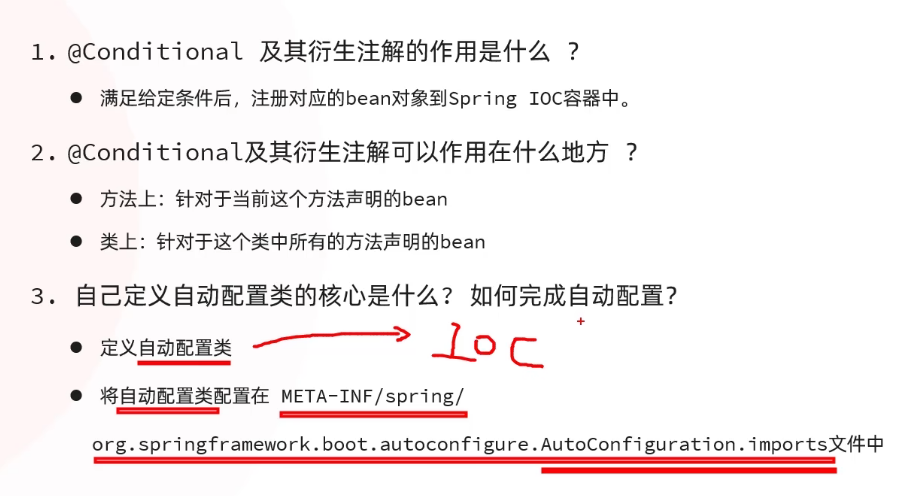 1. @Conditional 及其衍生注解的作用是什么 ?
● 满足给定条件后，注册对应的bean对象到Spring IOC容器中。
2. @Conditional及其衍生注解可以作用在什么地方 ?
● 方法上：针对于当前这个方法声明的bean
● 类上：针对于这个类中所有的方法声明的bean
3. 自己定义自动配置类的核心是什么? 如何完成自动配置?
● 定义自动配置类 IOC
● 将自动配置类配置在 META-INF/spring/
org.springframework.boot.autoconfigure.AutoConfiguration.imports文件中